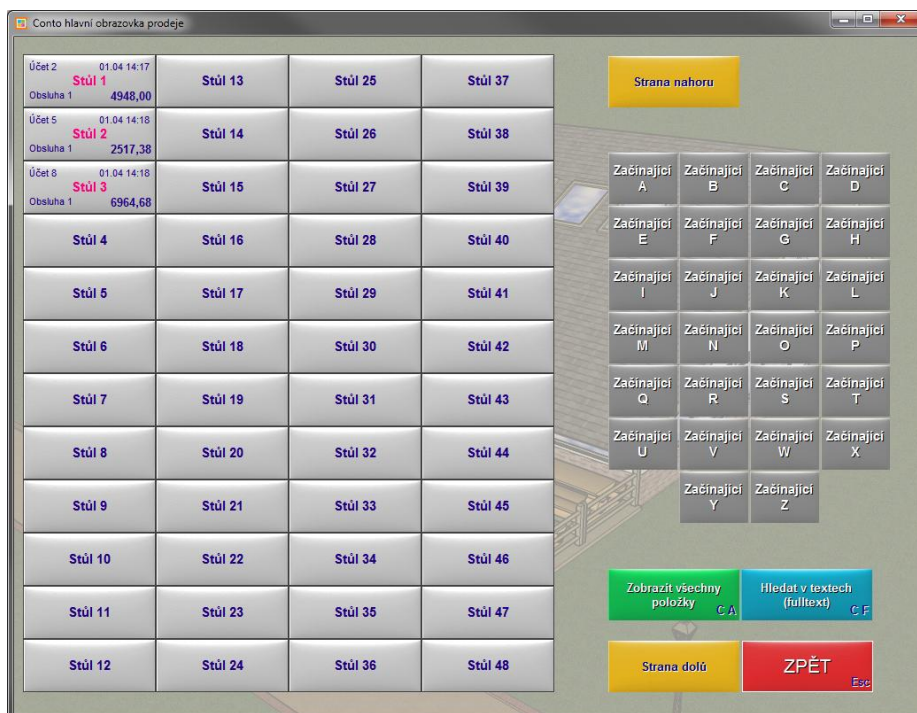 Conto hlavní obrazovka prodeje
Účet 2 01.04 14:17
Stůl 1
Obsluha 1 4948,00
Stůl 13
Stůl 25
Stůl 37
Strana nahoru
Účet 5 01.04 14:18
Stůl 2
Obsluha 1 2517,38
Stůl 14
Stůl 26
Stůl 38
Účet 8 01.04 14:18
Stůl 3
Obsluha 1 6964,68
Stůl 15
Stůl 27
Stůl 39
Začínající A
Začínající B
Začínající C
Začínající D
Stůl 4
Stůl 16
Stůl 28
Stůl 40
Začínající E
Začínající F
Začínající G
Začínající H
Stůl 5
Stůl 17
Stůl 29
Stůl 41
Začínající I
Začínající J
Začínající K
Začínající L
Stůl 6
Stůl 18
Stůl 30
Stůl 42
Začínající M
Začínající N
Začínající O
Začínající P
Stůl 7
Stůl 19
Stůl 31
Stůl 43
Začínající Q
Začínající R
Začínající S
Začínající T
Stůl 8
Stůl 20
Stůl 32
Stůl 44
Začínající U
Začínající V
Začínající W
Začínající X
Stůl 9
Stůl 21
Stůl 33
Stůl 45
Začínající Y
Začínající Z
Stůl 10
Stůl 22
Stůl 34
Stůl 46
Zobrazit všechny
položky C A
Hledat v textech
(fulltext) C F
Stůl 11
Stůl 23
Stůl 35
Stůl 47
Stůl 12
Stůl 24
Stůl 36
Stůl 48
Strana dolů
ZPĚT
Esc